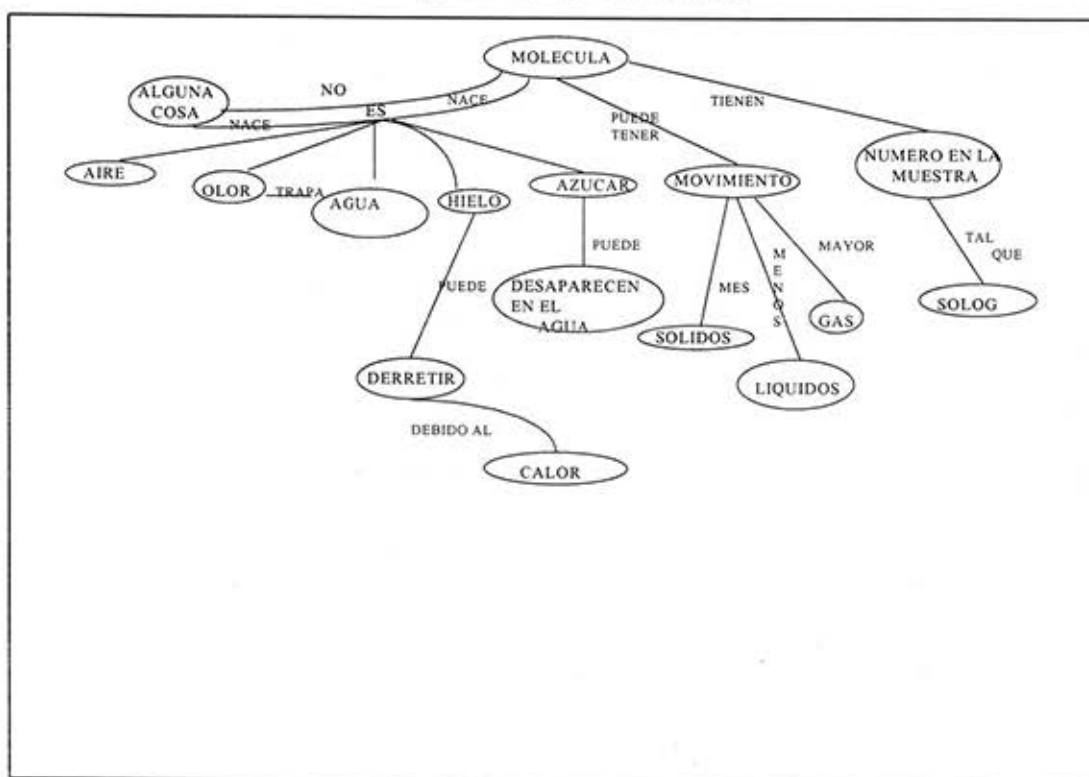 MOLECULA
ALGUNA
COSA
NO
NACE
ES
NACE
TIENEN
PUEDE
TENER
NUMERO EN LA
MUESTRA
AIRE
OLOR
TRAPA
AGUA
HIELO
AZUCAR
MOVIMIENTO
PUEDE
PUEDE
MES
MENOS
MAYOR
TAL
QUE
DESAPARECEN
EN EL
AGUA
SOLIDOS
GAS
SOLOG
DERRETIR
LIQUIDOS
DEBIDO AL
CALOR